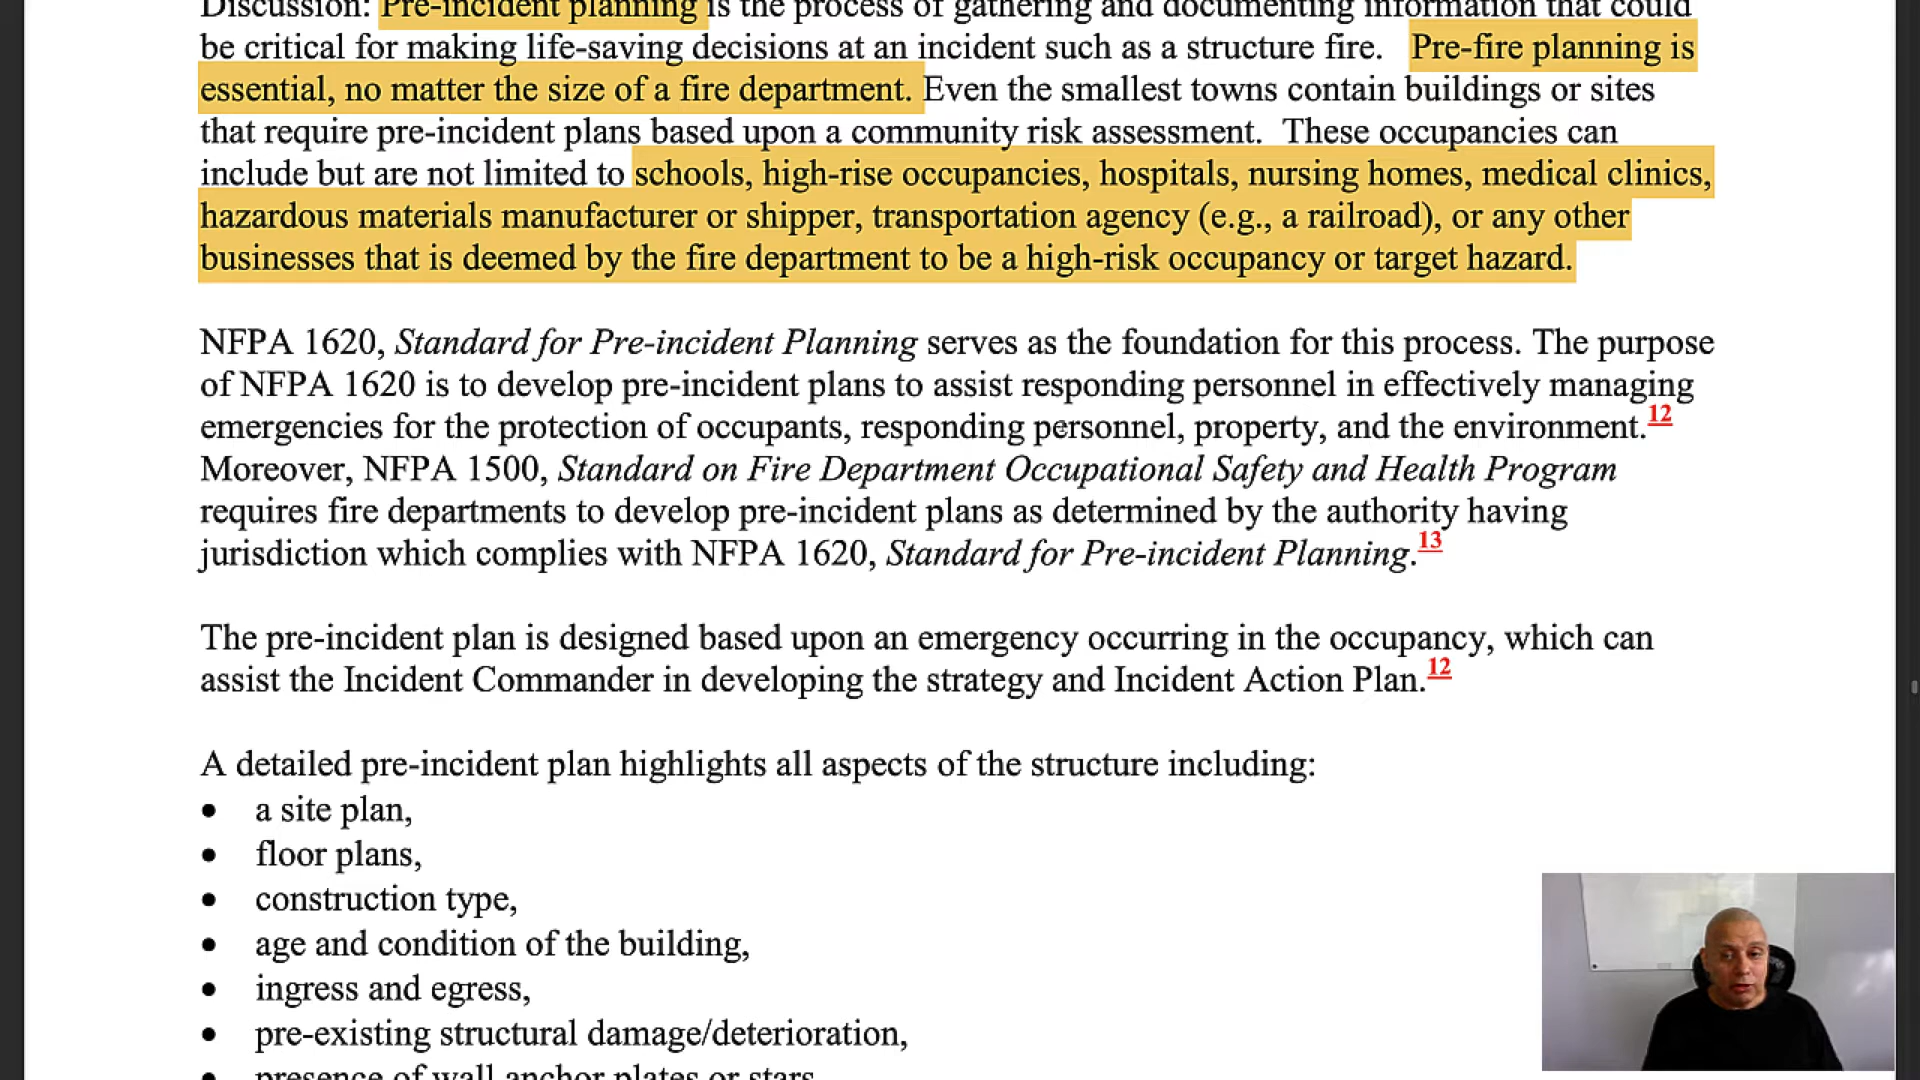 Discussion: Pre-incident planning is the process of gathering and documenting information that could
be critical for making life-saving decisions at an incident such as a structure fire. Pre-fire planning is
essential, no matter the size of a fire department. Even the smallest towns contain buildings or sites
that require pre-incident plans based upon a community risk assessment. These occupancies can
include but are not limited to schools, high-rise occupancies, hospitals, nursing homes, medical clinics,
hazardous materials manufacturer or shipper, transportation agency (e.g., a railroad), or any other
businesses that is deemed by the fire department to be a high-risk occupancy or target hazard.
NFPA 1620, Standard for Pre-incident Planning serves as the foundation for this process. The purpose
of NFPA 1620 is to develop pre-incident plans to assist responding personnel in effectively managing
emergencies for the protection of occupants, responding personnel, property, and the environment.12
Moreover, NFPA 1500, Standard on Fire Department Occupational Safety and Health Program
requires fire departments to develop pre-incident plans as determined by the authority having
jurisdiction which complies with NFPA 1620, Standard for Pre-incident Planning.13
The pre-incident plan is designed based upon an emergency occurring in the occupancy, which can
assist the Incident Commander in developing the strategy and Incident Action Plan.12
A detailed pre-incident plan highlights all aspects of the structure including:
• a site plan,
• floor plans,
• construction type,
• age and condition of the building,
• ingress and egress,
• pre-existing structural damage/deterioration,
• presence of wall anchor plates or stars